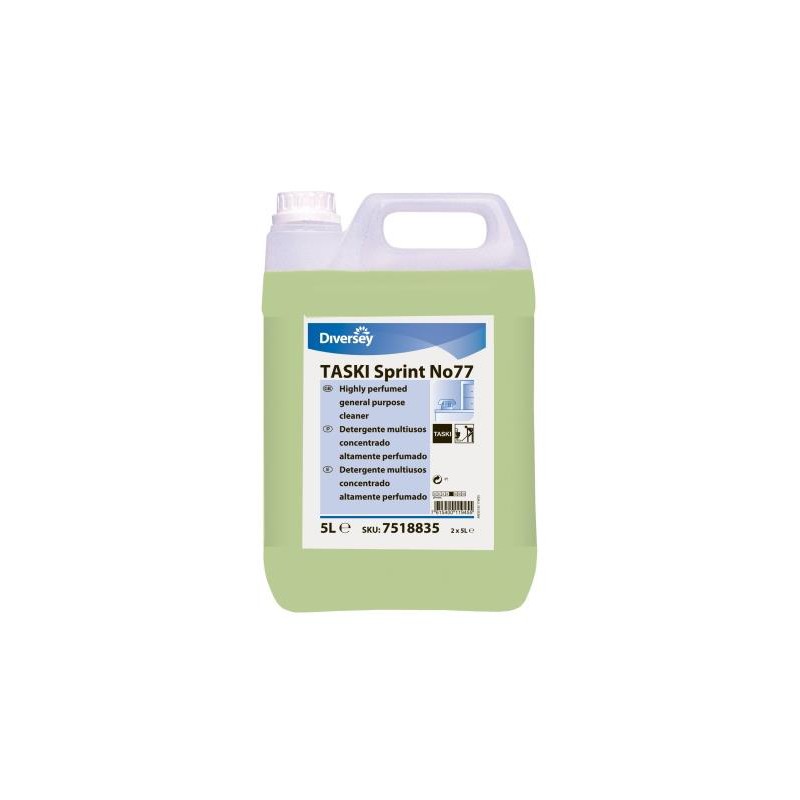 Diversey
TASKI Sprint No77
GB Highly perfumed
general purpose
cleaner
Detergente multiusos
concentrado
altamente perfumado
Detergente multiusos
concentrado
altamente perfumado
TASKI
5L e SKU: 7518835 2 x 5L e